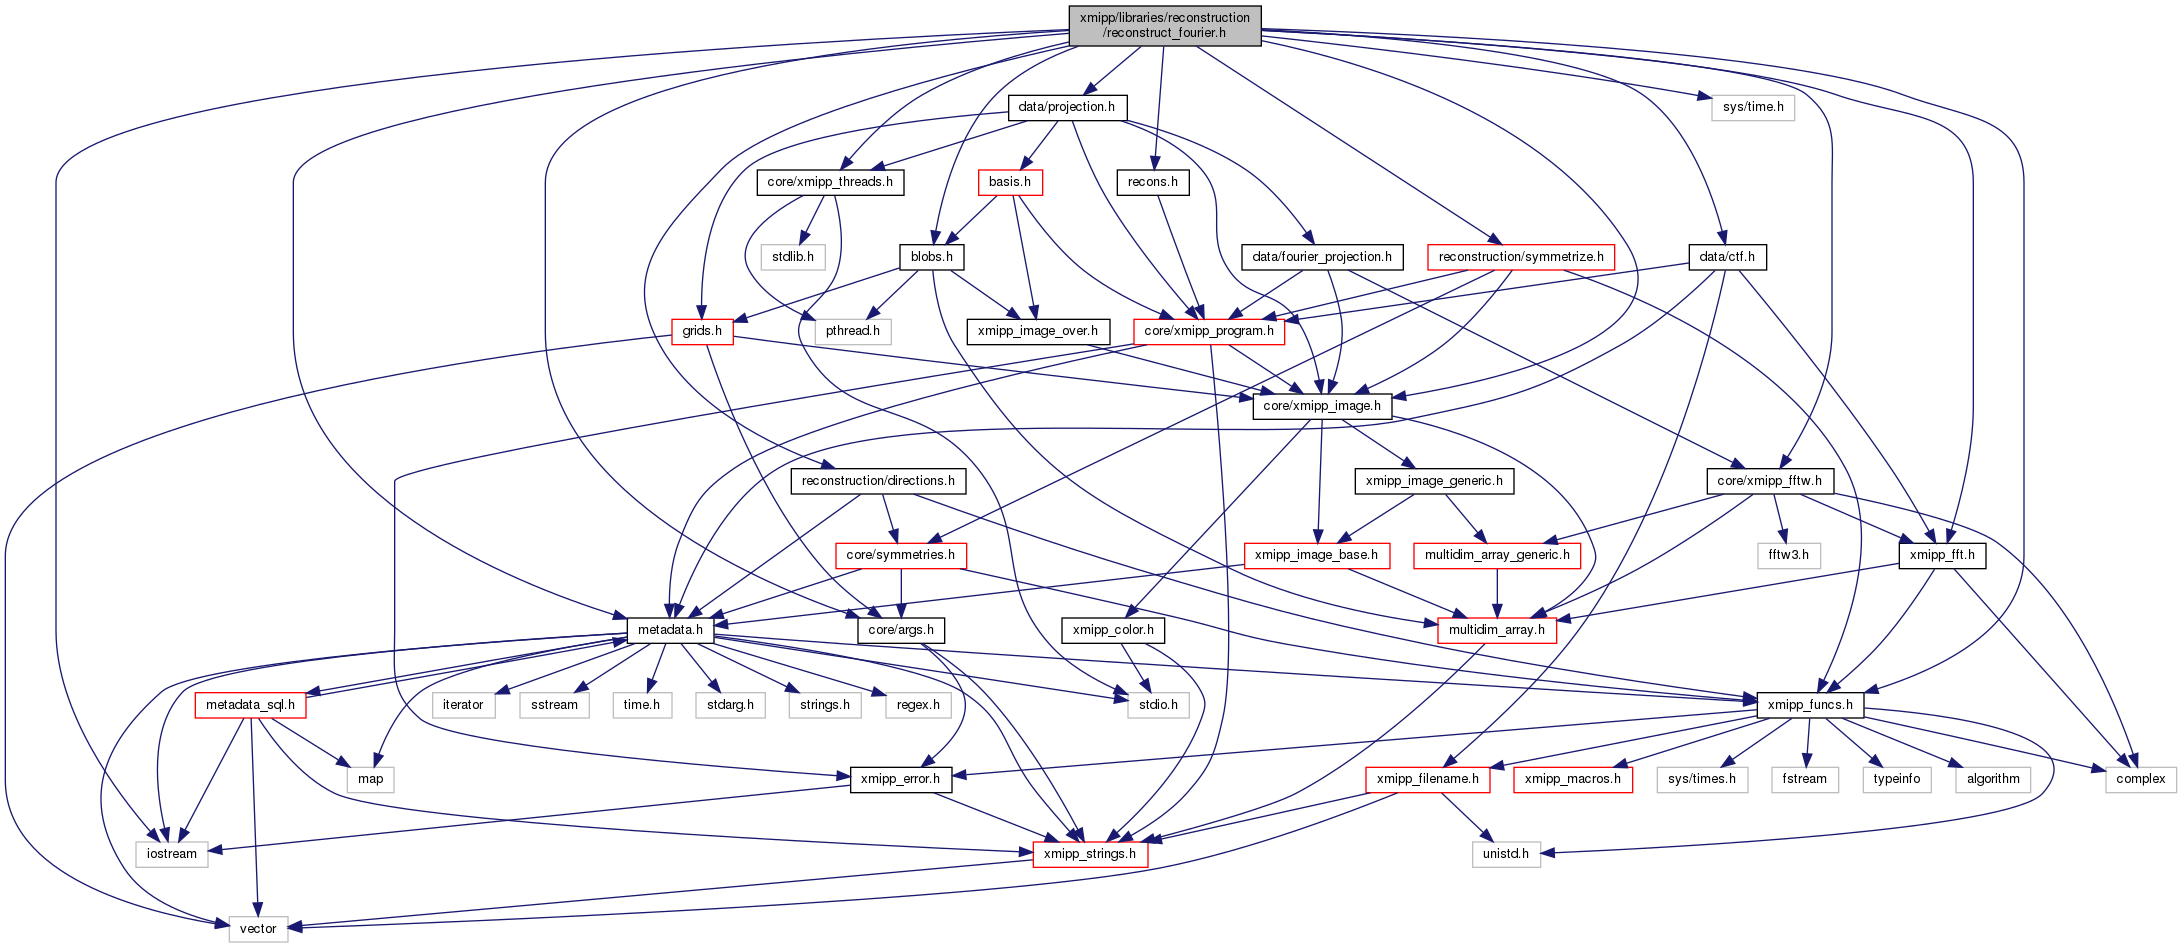 xmipp/libraries/reconstruction
/reconstruct_fourier.h
data/projection.h
sys/time.h
core/xmipp_threads.h
basis.h
recons.h
stdlib.h
blobs.h
data/fourier_projection.h
reconstruction/symmetrize.h
data/ctf.h
grids.h
pthread.h
xmipp_image_over.h
core/xmipp_program.h
core/xmipp_image.h
reconstruction/directions.h
xmipp_image_generic.h
core/xmipp_fftw.h
core/symmetries.h
xmipp_image_base.h
multidim_array_generic.h
fftw3.h
xmipp_fft.h
metadata.h
core/args.h
xmipp_color.h
multidim_array.h
metadata_sql.h
iterator
sstream
time.h
stdarg.h
strings.h
regex.h
stdio.h
xmipp_funcs.h
map
xmipp_error.h
xmipp_filename.h
xmipp_macros.h
sys/times.h
fstream
typeinfo
algorithm
complex
iostream
xmipp_strings.h
unistd.h
vector